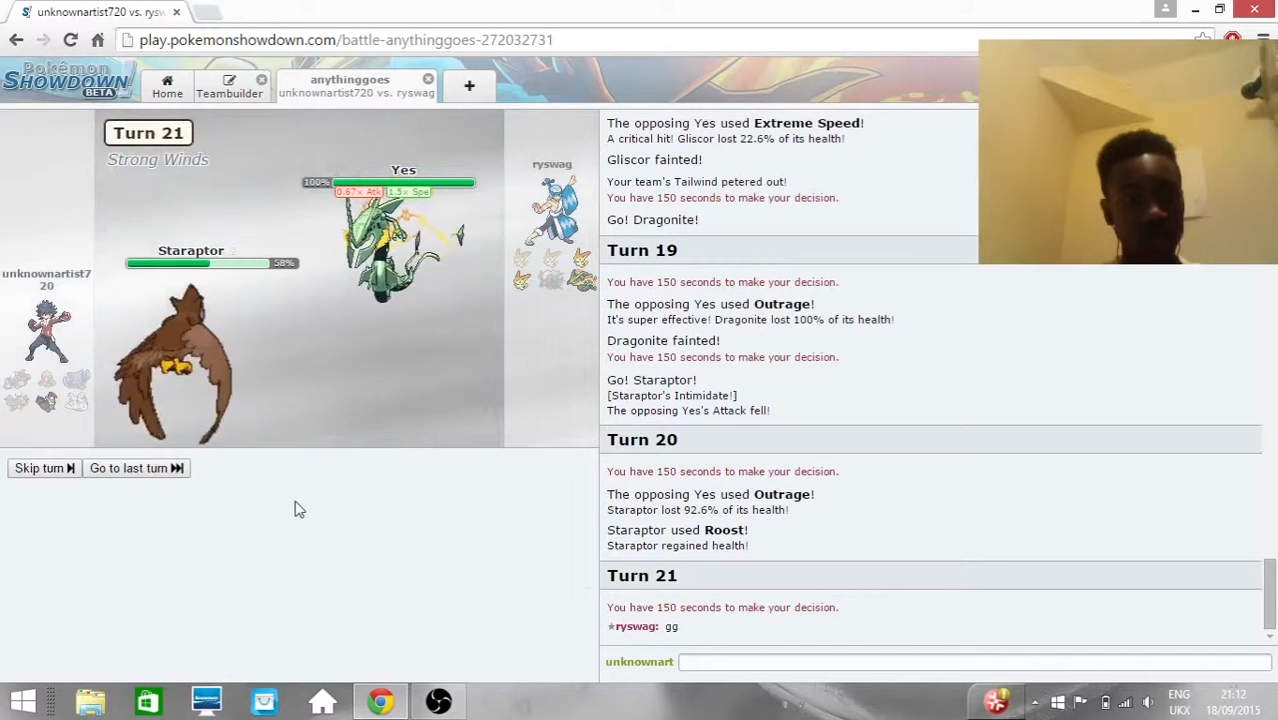 unknownartist720 vs. rysw
play.pokemonshowdown.com/battle-anythinggoes-272032731
Pokémon
SHOWDOWN
BETA
Home
Teambuilder
anythinggoes
unknownartist720 vs. ryswag
Turn 21
Strong Winds
Yes
100%
0.67× Atk
1.5× Spe
Staraptor
58%
unknownartist7
20
ryswag
Skip turn
Go to last turn
The opposing Yes used Extreme Speed!
A critical hit! Gliscor lost 22.6% of its health!
Gliscor fainted!
Your team's Tailwind petered out!
You have 150 seconds to make your decision.
Go! Dragonite!
Turn 19
You have 150 seconds to make your decision.
The opposing Yes used Outrage!
It's super effective! Dragonite lost 100% of its health!
Dragonite fainted!
You have 150 seconds to make your decision.
Go! Staraptor!
[Staraptor's Intimidate!]
The opposing Yes's Attack fell!
Turn 20
You have 150 seconds to make your decision.
The opposing Yes used Outrage!
Staraptor lost 92.6% of its health!
Staraptor used Roost!
Staraptor regained health!
Turn 21
You have 150 seconds to make your decision.
★ryswag: gg
unknownart
ENG
UKX
21:12
18/09/2015